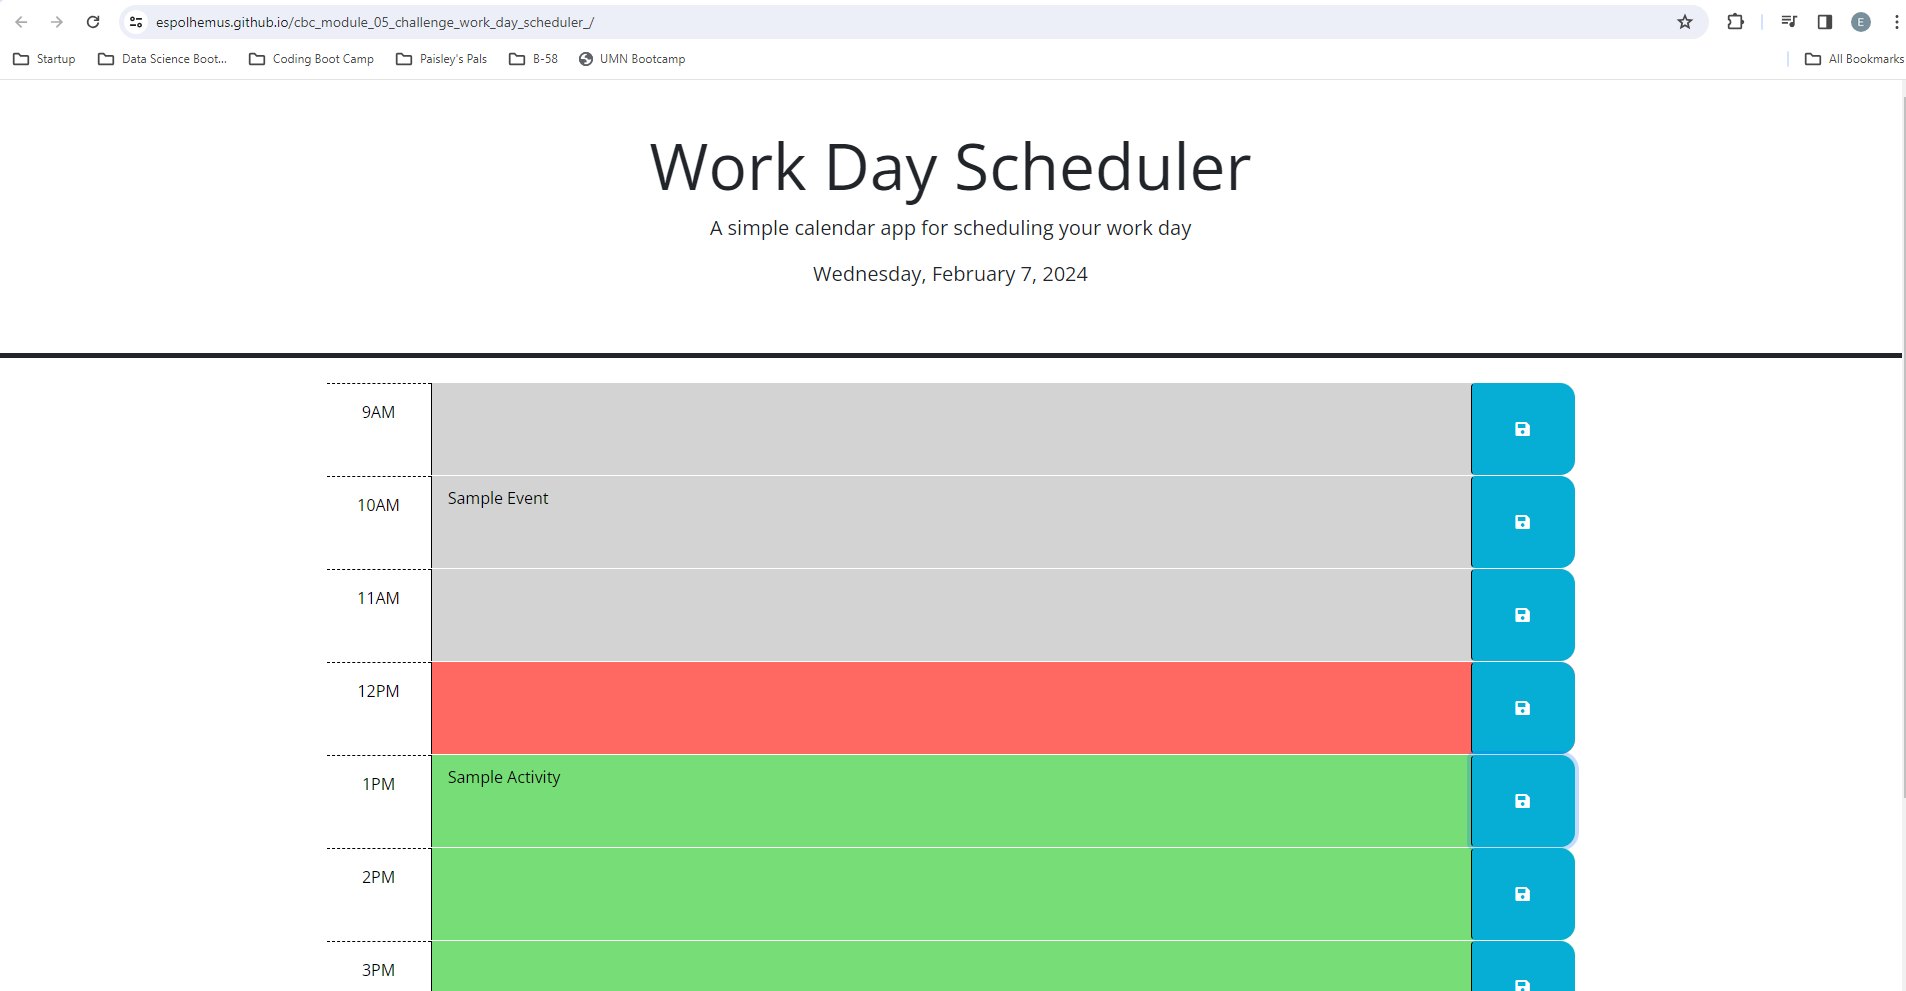 espolhemus.github.io/cbc_module_05_challenge_work_day_scheduler_/
E
Startup Data Science Boot... Coding Boot Camp Paisley's Pals B-58 UMN Bootcamp All Bookmarks
Work Day Scheduler
A simple calendar app for scheduling your work day
Wednesday, February 7, 2024
9AM
10AM Sample Event
11AM
12PM
1PM Sample Activity
2PM
3PM